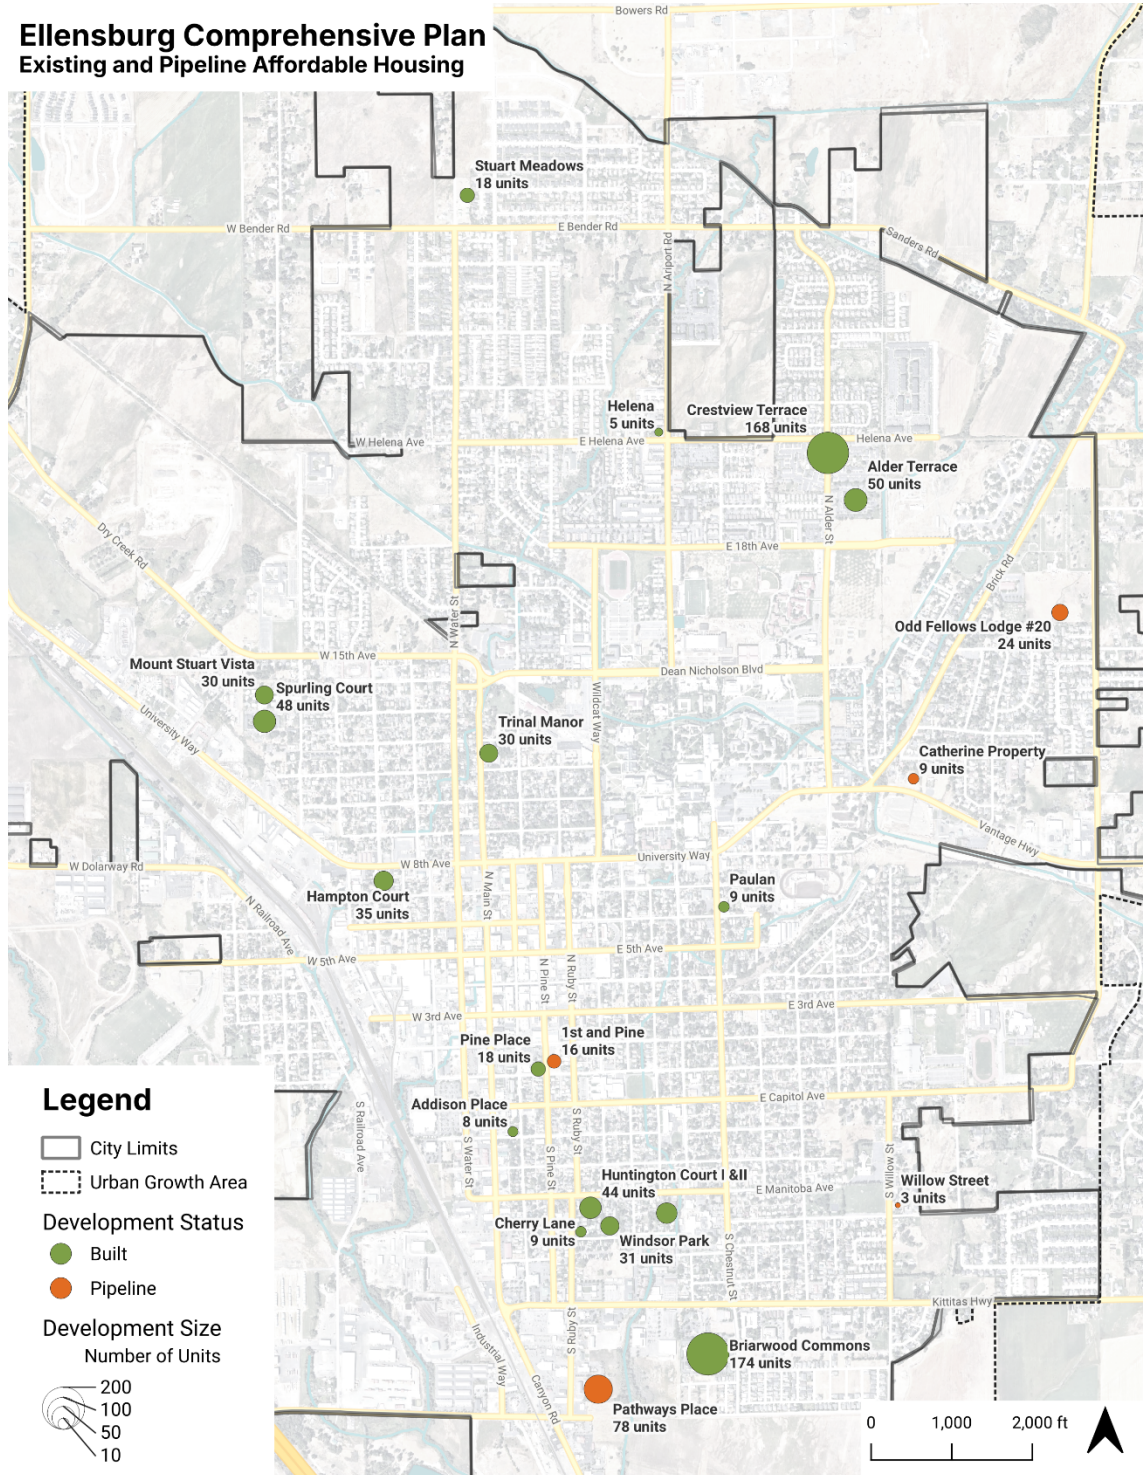 Ellensburg Comprehensive Plan
Existing and Pipeline Affordable Housing
Bowers Rd
Stuart Meadows
18 units
W Bender Rd
E Bender Rd
Sanders Rd
N Ariport Rd
Helena
5 units
Crestview Terrace
168 units
W Helena Ave
E Helena Ave
Helena Ave
Alder Terrace
50 units
N Alder St
Dry Creek Rd
E 18th Ave
Brick Rd
N Water St
Odd Fellows Lodge #20
24 units
W 15th Ave
Mount Stuart Vista
30 units
Dean Nicholson Blvd
Spurling Court
48 units
Wildcat Way
University Way
Trinal Manor
30 units
Catherine Property
9 units
Vantage Hwy
W Dolarway Rd
W 8th Ave
University Way
Hampton Court
35 units
N Main St
Paulan
9 units
N Railroad Ave
W 5th Ave
E 5th Ave
N Pine St
N Ruby St
W 3rd Ave
E 3rd Ave
Pine Place
18 units
1st and Pine
16 units
E Capitol Ave
Addison Place
8 units
S Railroad Ave
S Water St
S Pine St
S Ruby St
S Willow St
Huntington Court I &II
44 units
E Manitoba Ave
Willow Street
3 units
Cherry Lane
9 units
Windsor Park
31 units
S Chestnut St
Kittitas Hwy
Industrial Way
Canyon Rd
S Ruby St
Briarwood Commons
174 units
Pathways Place
78 units
Legend
City Limits
Urban Growth Area
Development Status
Built
Pipeline
Development Size
Number of Units
200
100
50
10
0 1,000 2,000 ft